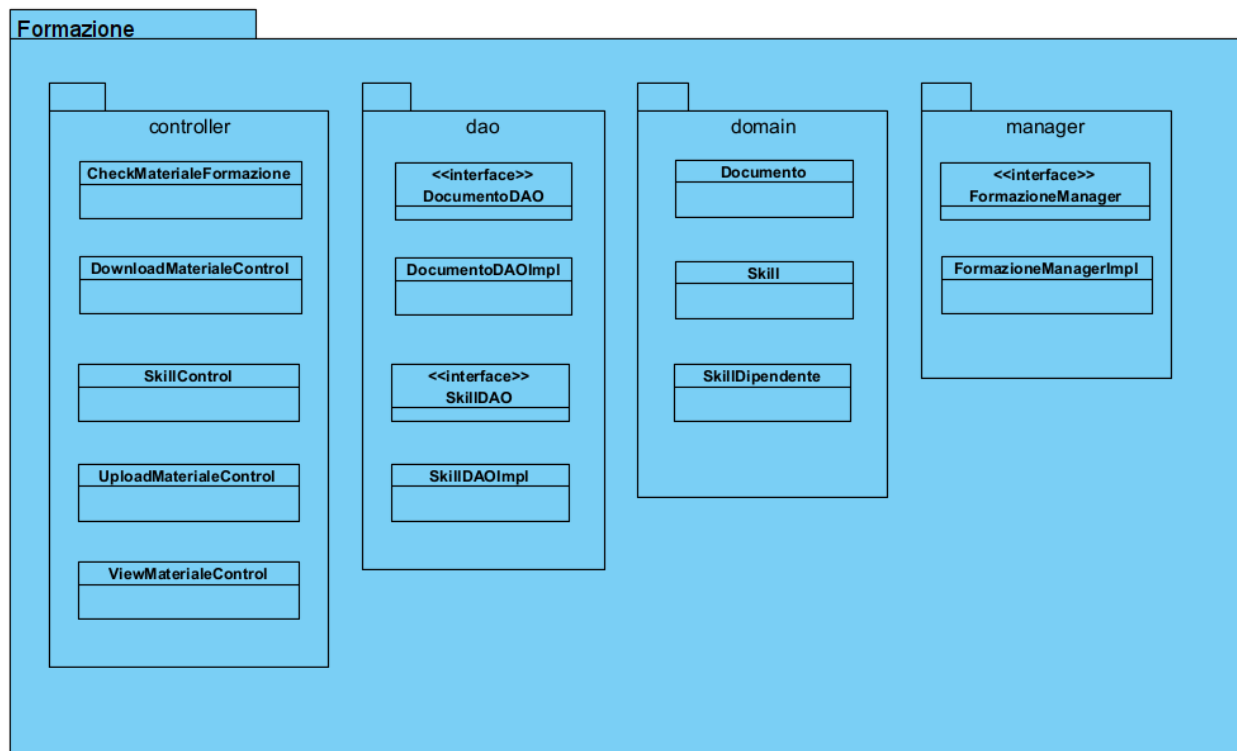 Formazione
controller
CheckMaterialeFormazione
DownloadMaterialeControl
SkillControl
UploadMaterialeControl
ViewMaterialeControl
dao
<<interface>>
DocumentoDAO
DocumentoDAOImpl
<<interface>>
SkillDAO
SkillDAOImpl
domain
Documento
Skill
SkillDipendente
manager
<<interface>>
FormazioneManager
FormazioneManagerImpl